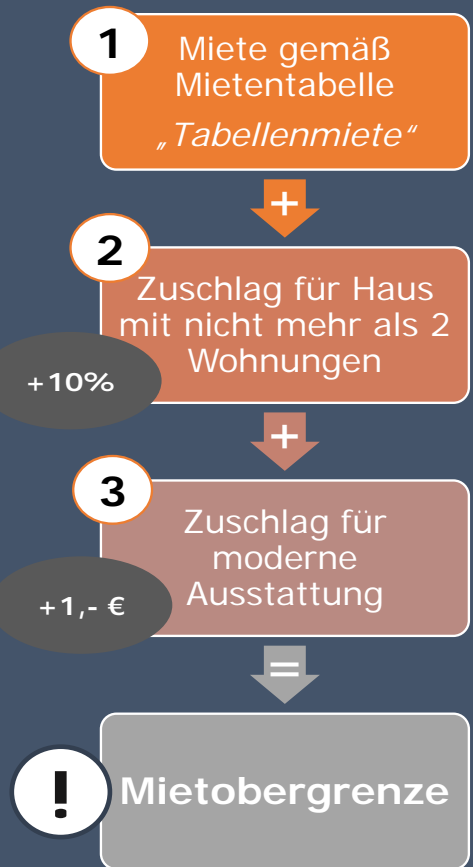 1
Miete gemäß
Mietentabelle
„Tabellenmiete“
+
2
Zuschlag für Haus
mit nicht mehr als 2
Wohnungen
+10%
+
3
Zuschlag für
moderne
Ausstattung
+1,- €
=
!
Mietobergrenze